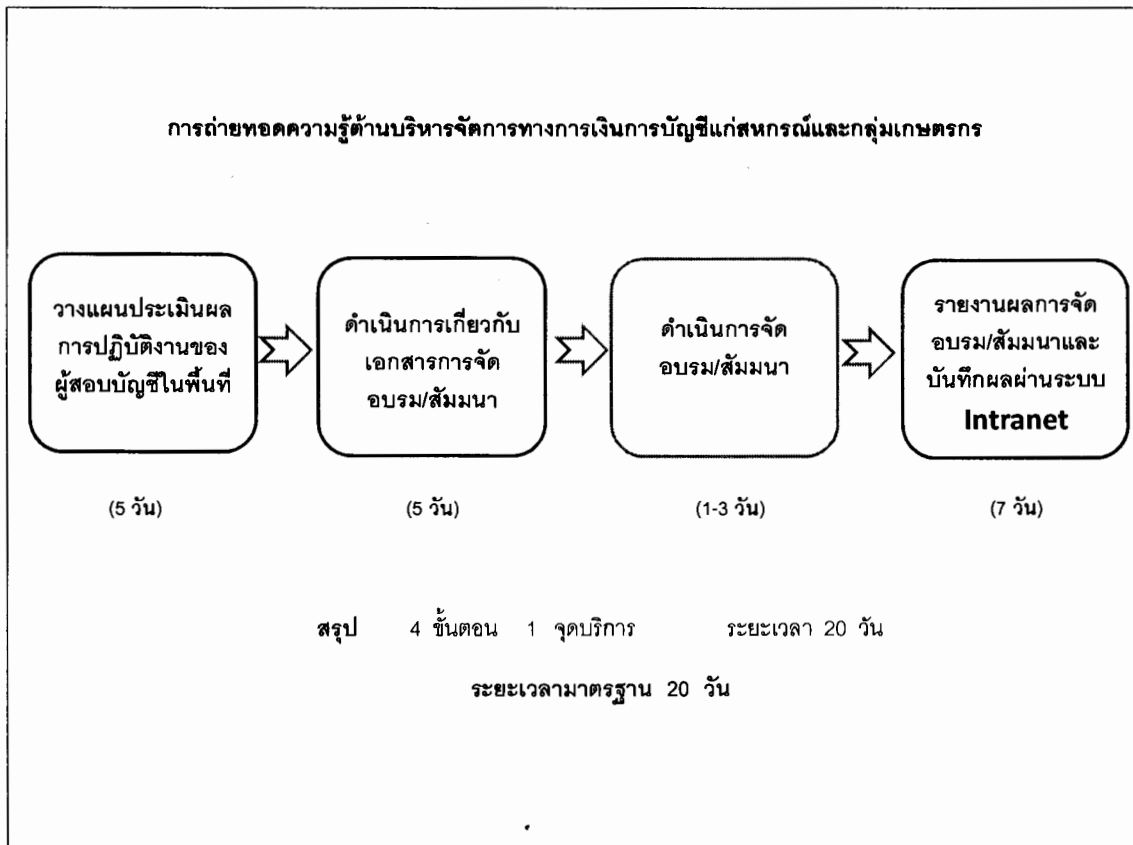 การถ่ายทอดความรู้ด้านบริหารจัดการทางการเงินการบัญชีแก่สหกรณ์และกลุ่มเกษตรกร
วางแผนประเมินผล
การปฏิบัติงานของ
ผู้สอบบัญชีในพื้นที่
ดำเนินการเกี่ยวกับ
เอกสารการจัด
อบรม/สัมมนา
ดำเนินการจัด
อบรม/สัมมนา
รายงานผลการจัด
อบรม/สัมมนาและ
บันทึกผลผ่านระบบ
Intranet
(5 วัน) (5 วัน) (1-3 วัน) (7 วัน)
สรุป 4 ขั้นตอน 1 จุดบริการ ระยะเวลา 20 วัน
ระยะเวลามาตรฐาน 20 วัน